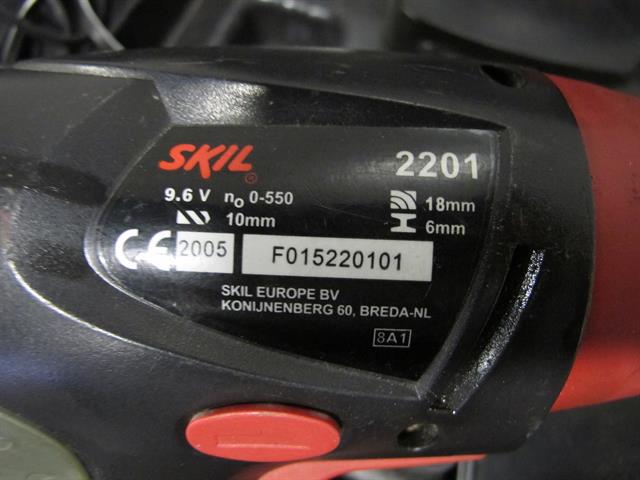 SKIL 2201
9.6 V n₀ 0-550 18mm
10mm 6mm
CE 2005 F015220101
SKIL EUROPE BV
KONIJNENBERG 60, BREDA-NL
8A1